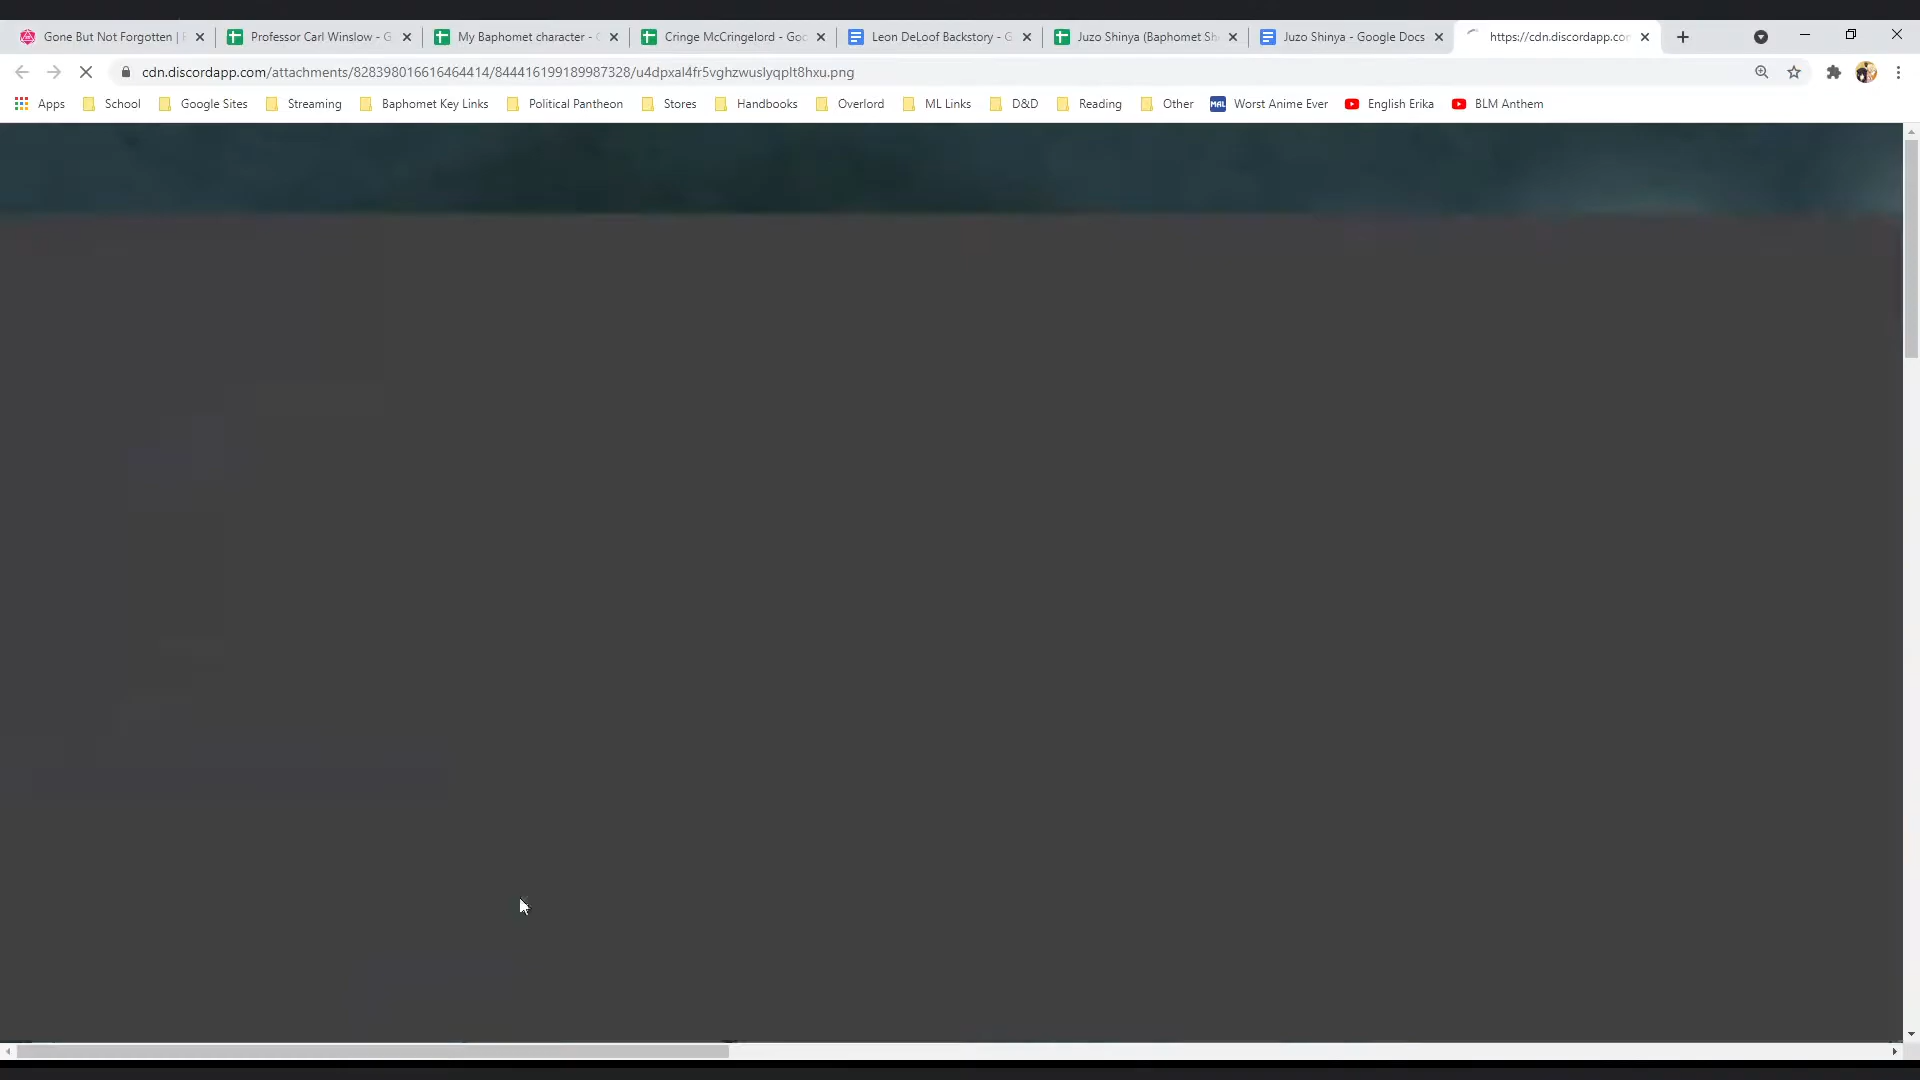 Gone But Not Forgotten |
Professor Carl Winslow - G
My Baphomet character -
Cringe McCringelord - Goo
Leon DeLoof Backstory - G
Juzo Shinya (Baphomet Sh
Juzo Shinya - Google Docs
https://cdn.discordapp.co
cdn.discordapp.com/attachments/828398016616464414/844416199189987328/u4dpxal4fr5vghzwuslyqplt8hxu.png
Apps
School
Google Sites
Streaming
Baphomet Key Links
Political Pantheon
Stores
Handbooks
Overlord
ML Links
D&D
Reading
Other
MAL
Worst Anime Ever
English Erika
BLM Anthem